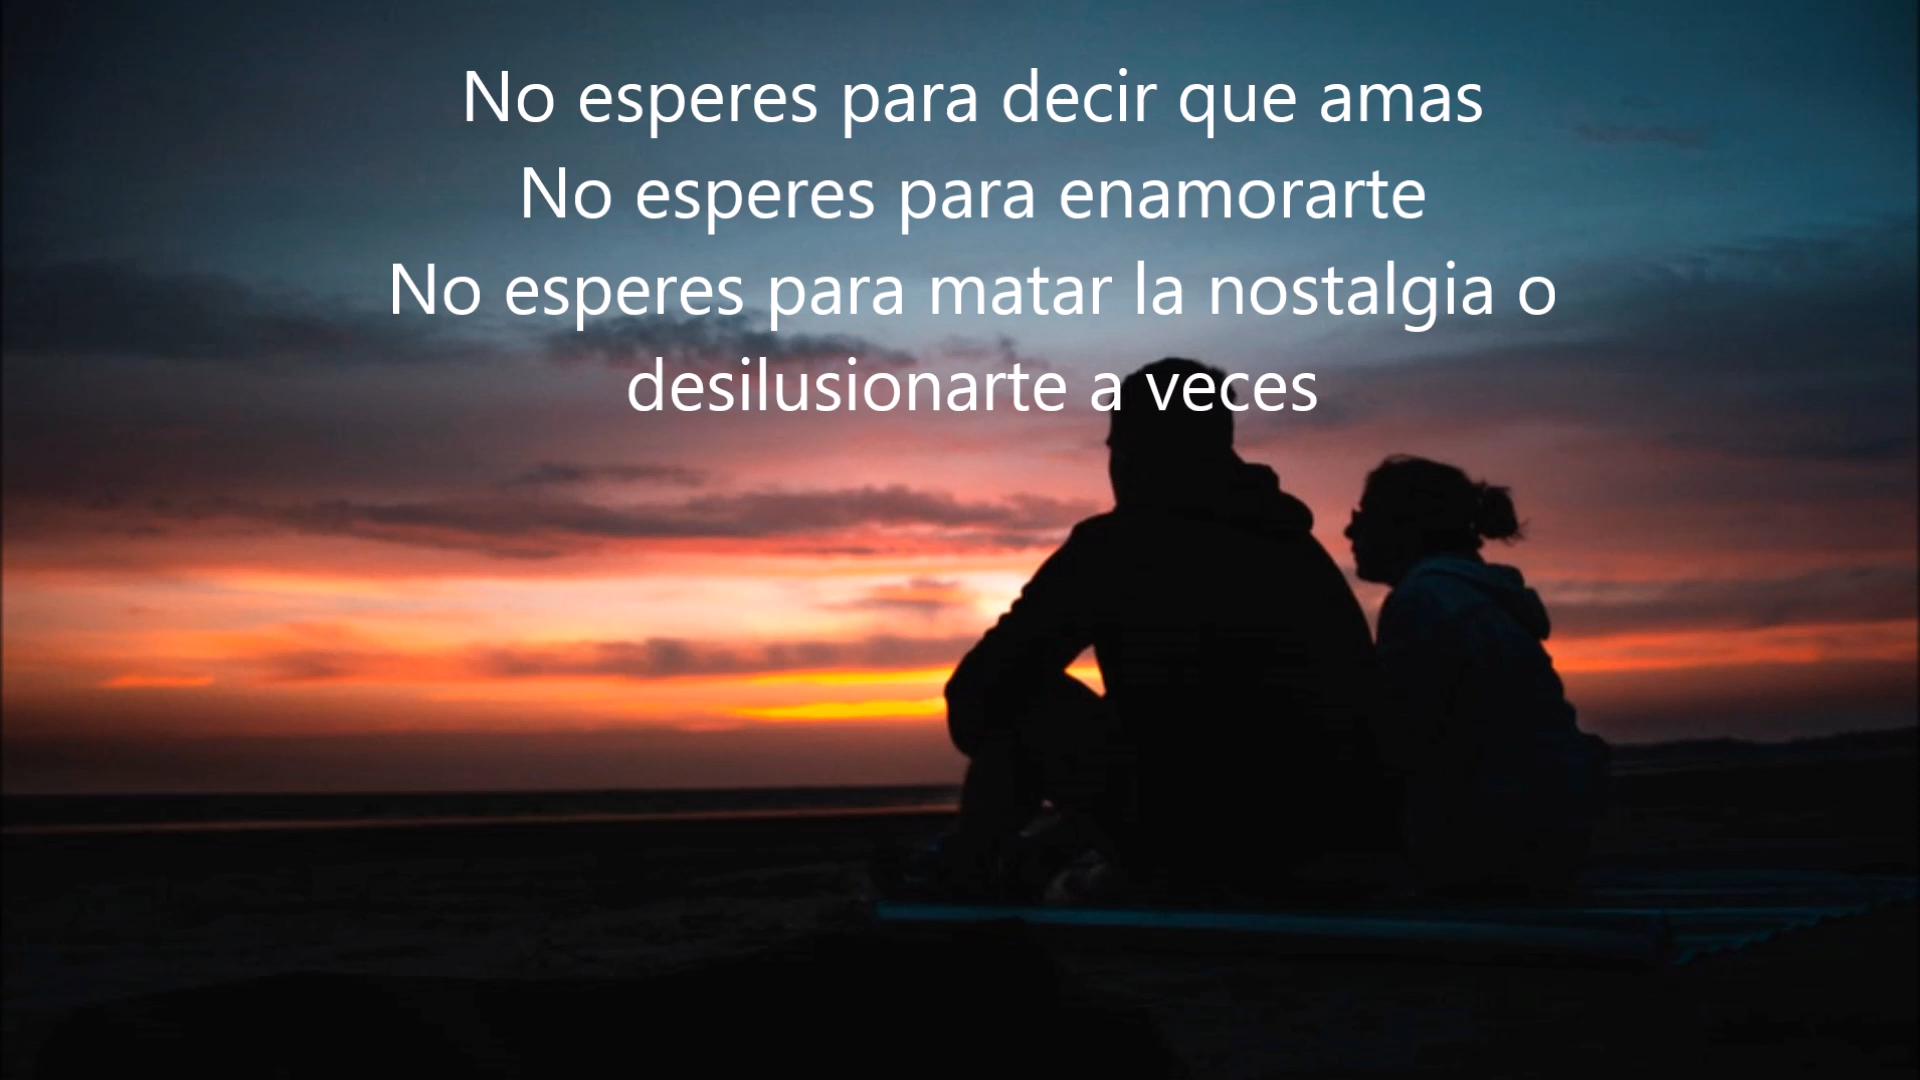 No esperes para decir que amas
No esperes para enamorarte
No esperes para matar la nostalgia o
desilusionarte a veces